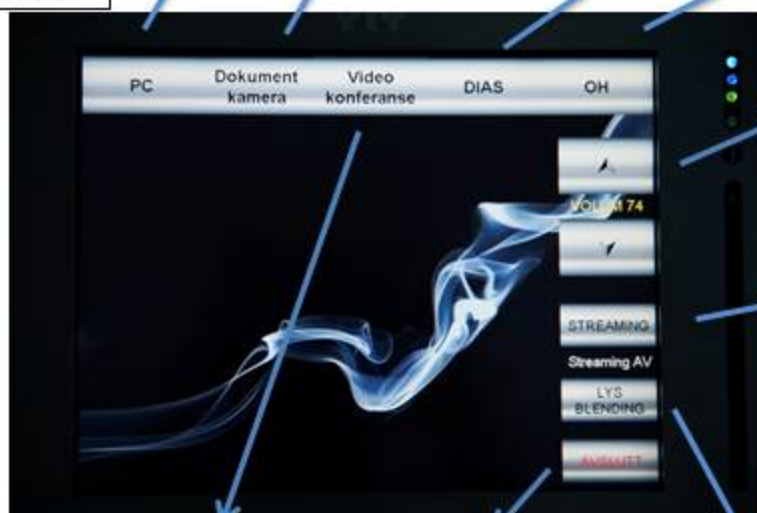 PC
Dokument
kamera
Video
konferanse
DIAS
OH
VOLUM 74
STREAMING
Streaming AV
LYS
BLENDING
AVSLUTT